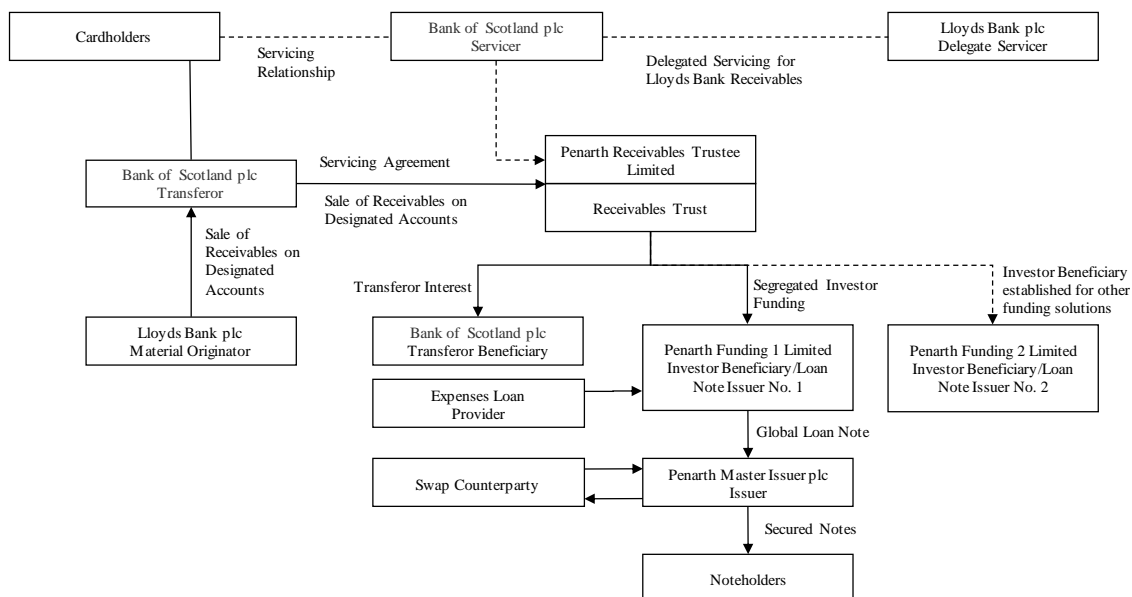 Cardholders
Bank of Scotland plc
Servicer
Lloyds Bank plc
Delegate Servicer
Servicing
Relationship
Delegated Servicing for
Lloyds Bank Receivables
Bank of Scotland plc
Transferor
Servicing Agreement
Sale of Receivables on
Designated Accounts
Penarth Receivables Trustee
Limited
Receivables Trust
Sale of
Receivables on
Designated
Accounts
Lloyds Bank plc
Material Originator
Transferor Interest
Segregated Investor
Funding
Investor Beneficiary
established for other
funding solutions
Bank of Scotland plc
Transferor Beneficiary
Penarth Funding 1 Limited
Investor Beneficiary/Loan
Note Issuer No. 1
Penarth Funding 2 Limited
Investor Beneficiary/Loan
Note Issuer No. 2
Expenses Loan
Provider
Global Loan Note
Swap Counterparty
Penarth Master Issuer plc
Issuer
Secured Notes
Noteholders